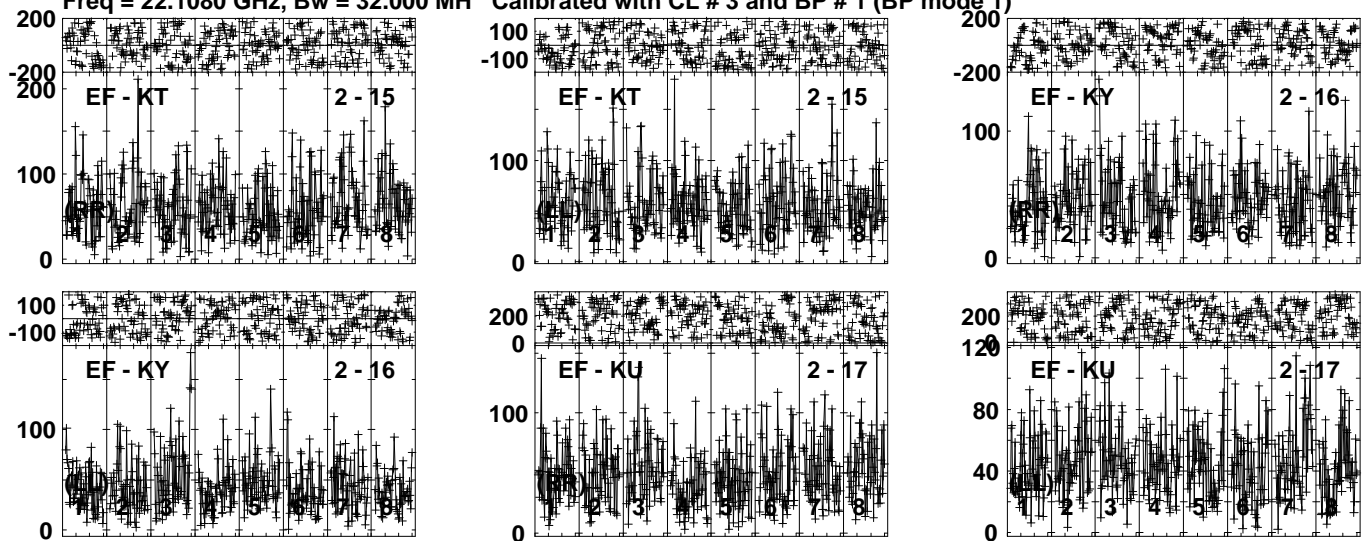 Freq = 22.1080 GHz, Bw = 32.000 MH Calibrated with CL # 3 and BP # 1 (BP mode 1)
200
-200
200
100
0
EF - KT 2 - 15
(RR)
1 2 3 4 5 6 7 8
100
-100
100
0
EF - KT 2 - 15
(LL)
1 2 3 4 5 6 7 8
200
-200
100
0
EF - KY 2 - 16
(RR)
1 2 3 4 5 6 7 8
100
-100
100
0
EF - KY 2 - 16
(LL)
1 2 3 4 5 6 7 8
200
0
100
0
EF - KU 2 - 17
(RR)
1 2 3 4 5 6 7 8
200
0
120
80
40
0
EF - KU 2 - 17
(LL)
1 2 3 4 5 6 7 8